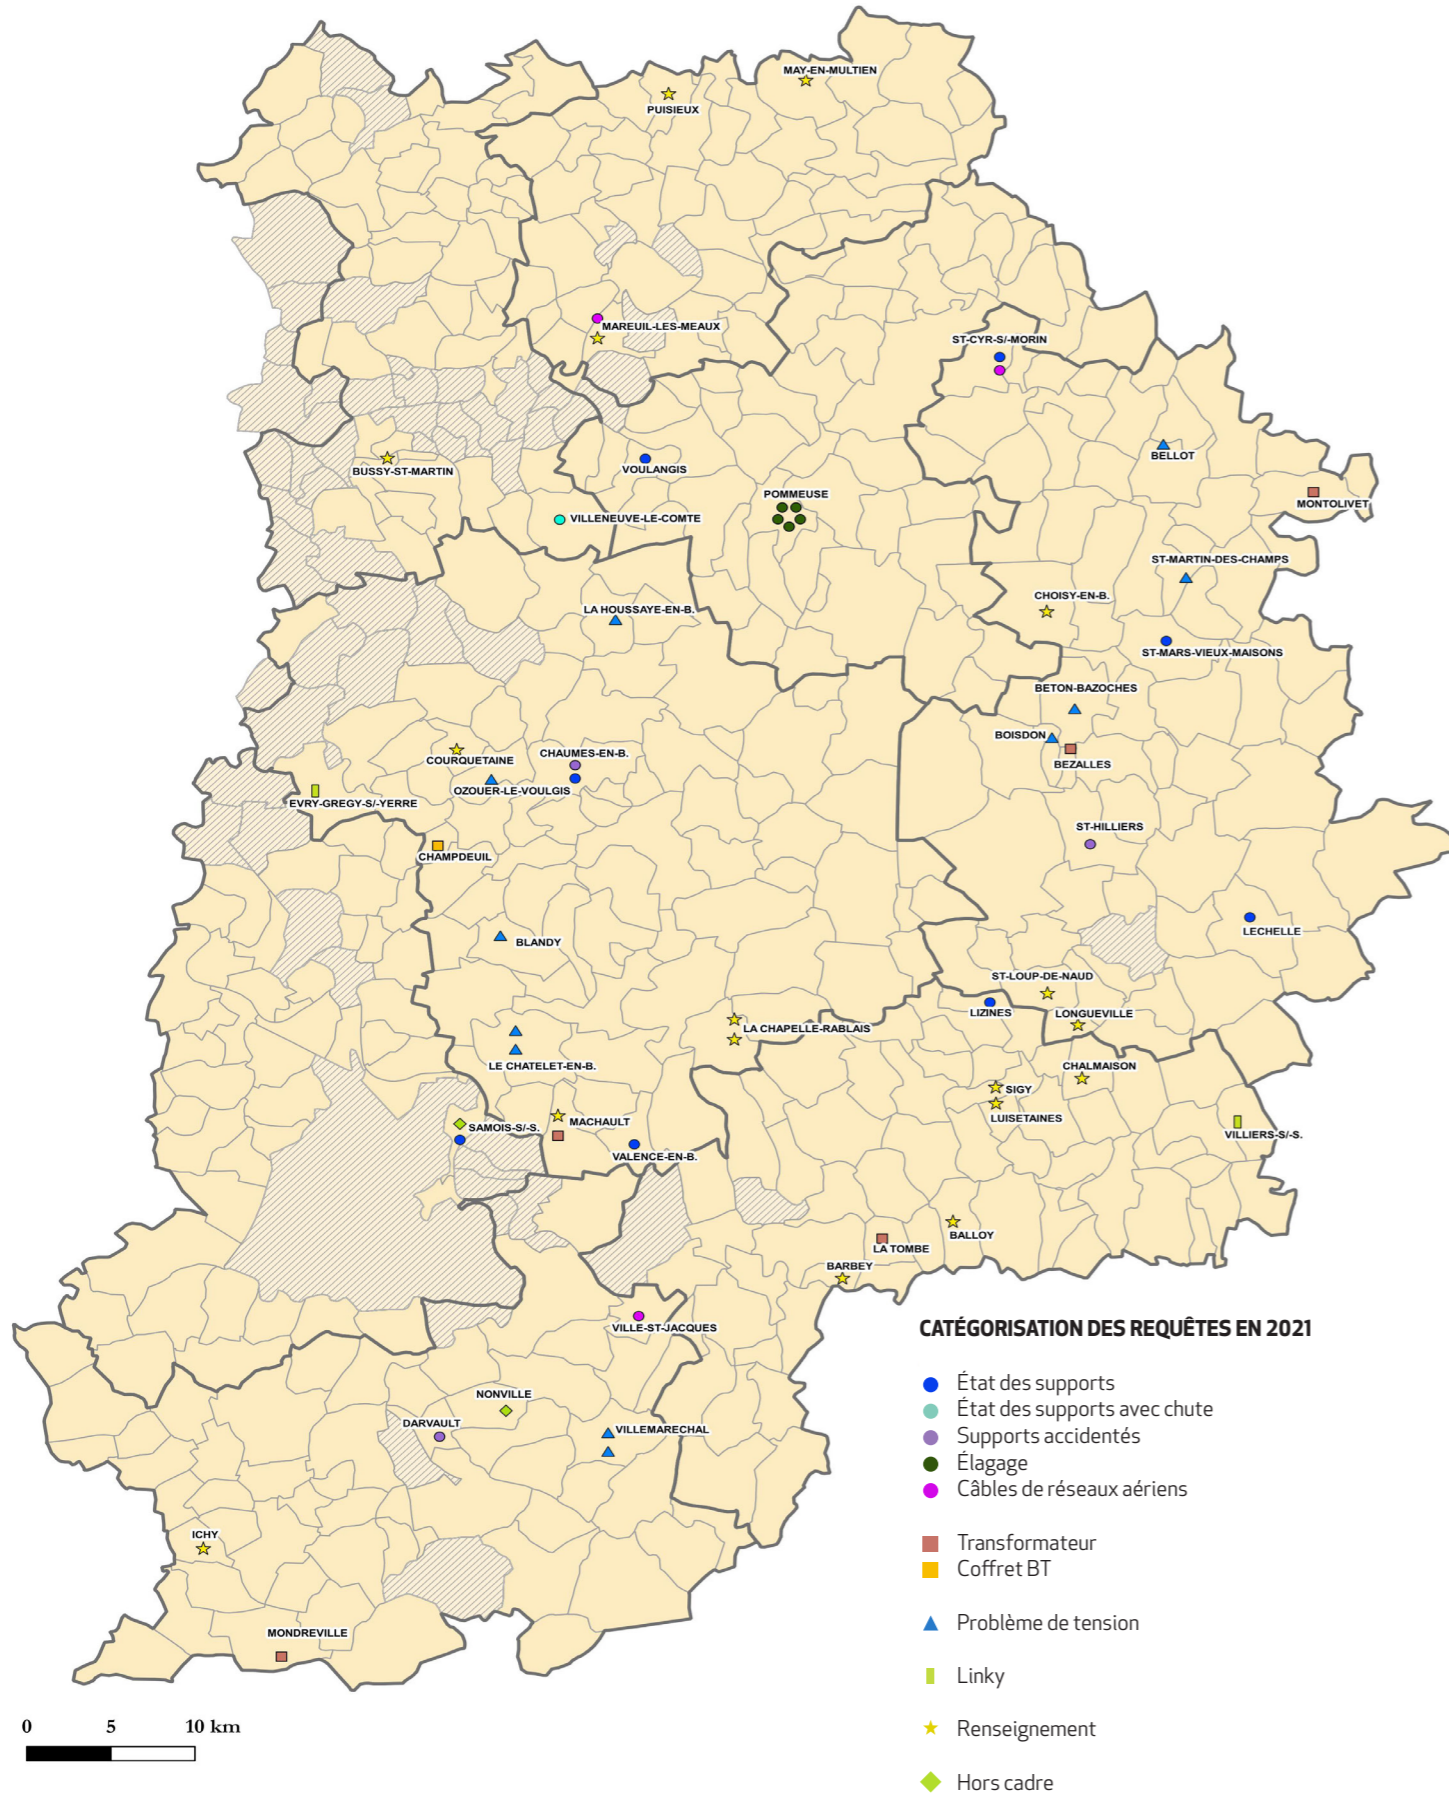 MAY-EN-MULTIEN
PUISIEUX
MAREUIL-LES-MEAUX
ST-CYR-S/-MORIN
BELLOT
BUSSY-ST-MARTIN
VOULANGIS
POMMEUSE
MONTOLIVET
VILLENEUVE-LE-COMTE
ST-MARTIN-DES-CHAMPS
CHOISY-EN-B.
LA HOUSSAYE-EN-B.
ST-MARS-VIEUX-MAISONS
BETON-BAZOCHES
BOISDON
BEZALLES
COURQUETAINE
CHAUMES-EN-B.
OZOUER-LE-VOULGIS
EVRY-GREGY-S/-YERRE
ST-HILLIERS
CHAMPDEUIL
LECHELLE
BLANDY
ST-LOUP-DE-NAUD
LIZINES
LONGUEVILLE
LA CHAPELLE-RABLAIS
LE CHATELET-EN-B.
CHALMAISON
SIGY
LUISETAINES
MACHAULT
SAMOIS-S/-S.
VILLIERS-S/-S.
VALENCE-EN-B.
BALLOY
LA TOMBE
BARBEY
VILLE-ST-JACQUES
NONVILLE
DARVAULT
VILLEMARECHAL
ICHY
MONDREVILLE
0 5 10 km
CATÉGORISATION DES REQUÊTES EN 2021
État des supports
État des supports avec chute
Supports accidentés
Élagage
Câbles de réseaux aériens
Transformateur
Coffret BT
Problème de tension
Linky
Renseignement
Hors cadre